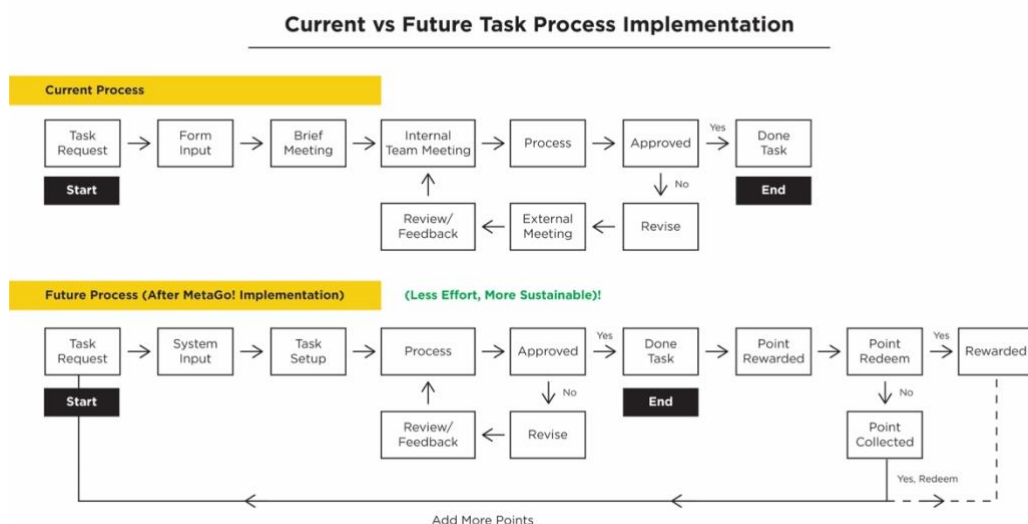 Current vs Future Task Process Implementation
Current Process
Task
Request
Form
Input
Brief
Meeting
Internal
Team Meeting
Process
Approved
Yes
Done
Task
Start
No
End
Review/
Feedback
External
Meeting
Revise
Future Process (After MetaGo! Implementation)
(Less Effort, More Sustainable)!
Task
Request
System
Input
Task
Setup
Process
Approved
Yes
Done
Task
Point
Rewarded
Point
Redeem
Yes
Rewarded
Start
No
End
No
Review/
Feedback
Revise
Point
Collected
Yes, Redeem
Add More Points